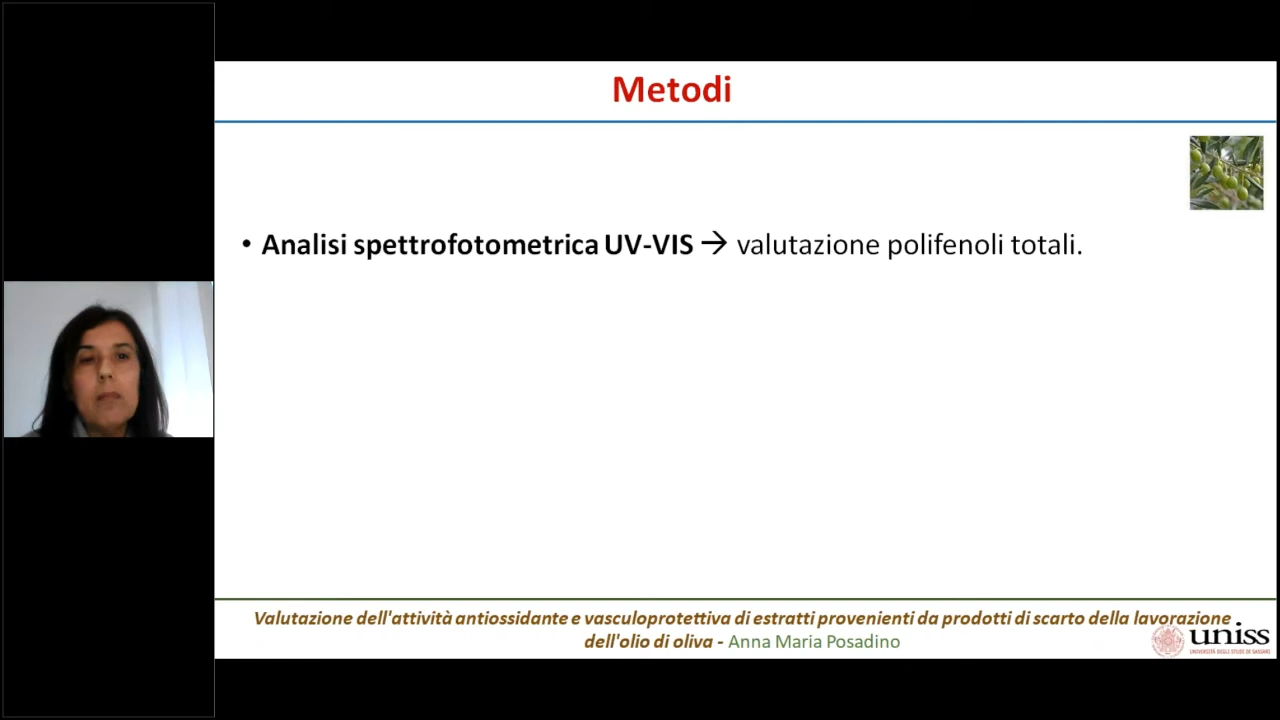 Metodi
• Analisi spettrofotometrica UV-VIS → valutazione polifenoli totali.
Valutazione dell'attività antiossidante e vasculoprotettiva di estratti provenienti da prodotti di scarto della lavorazione
dell'olio di oliva - Anna Maria Posadino
uniss
UNIVERSITÀ DEGLI STUDI DI SASSARI